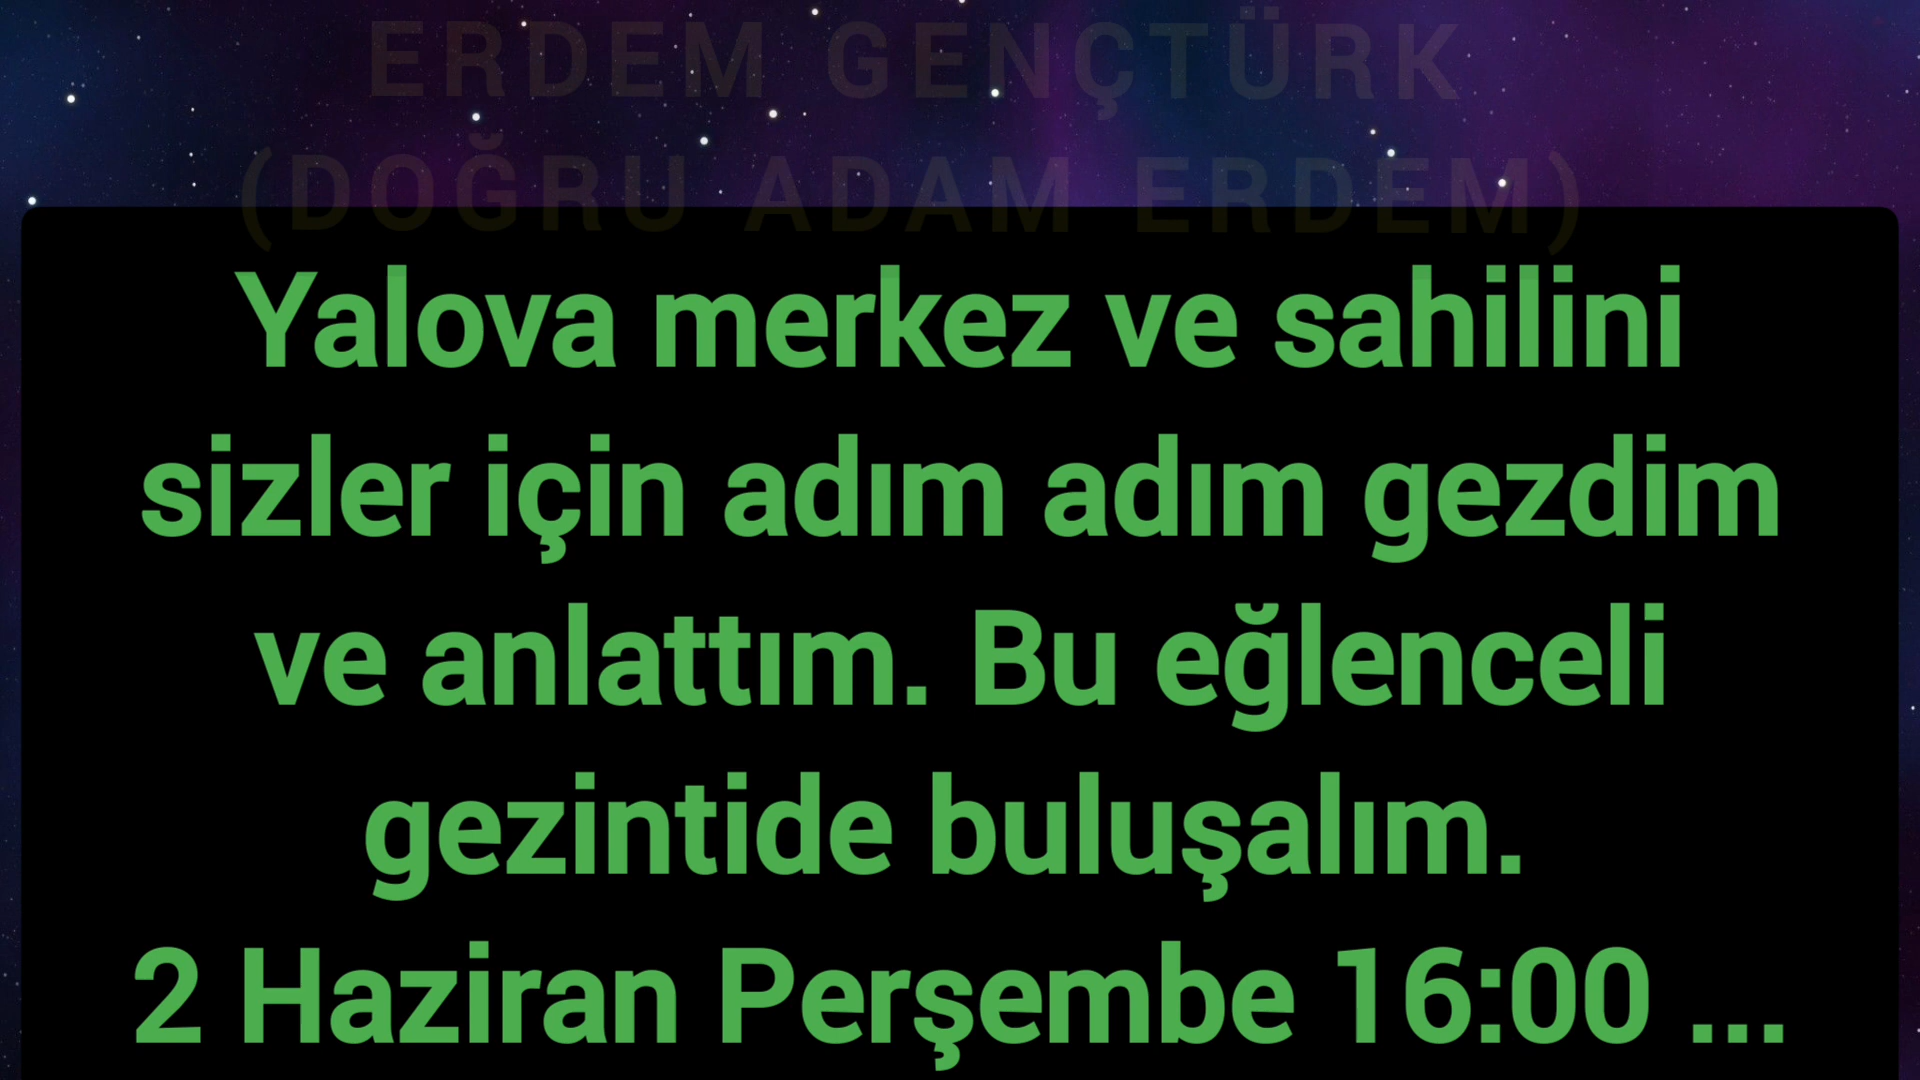 ERDEM GENÇTÜRK
(DOĞRU ADAM ERDEM)
Yalova merkez ve sahilini
sizler için adım adım gezdim
ve anlattım. Bu eğlenceli
gezintide buluşalım.
2 Haziran Perşembe 16:00 ...